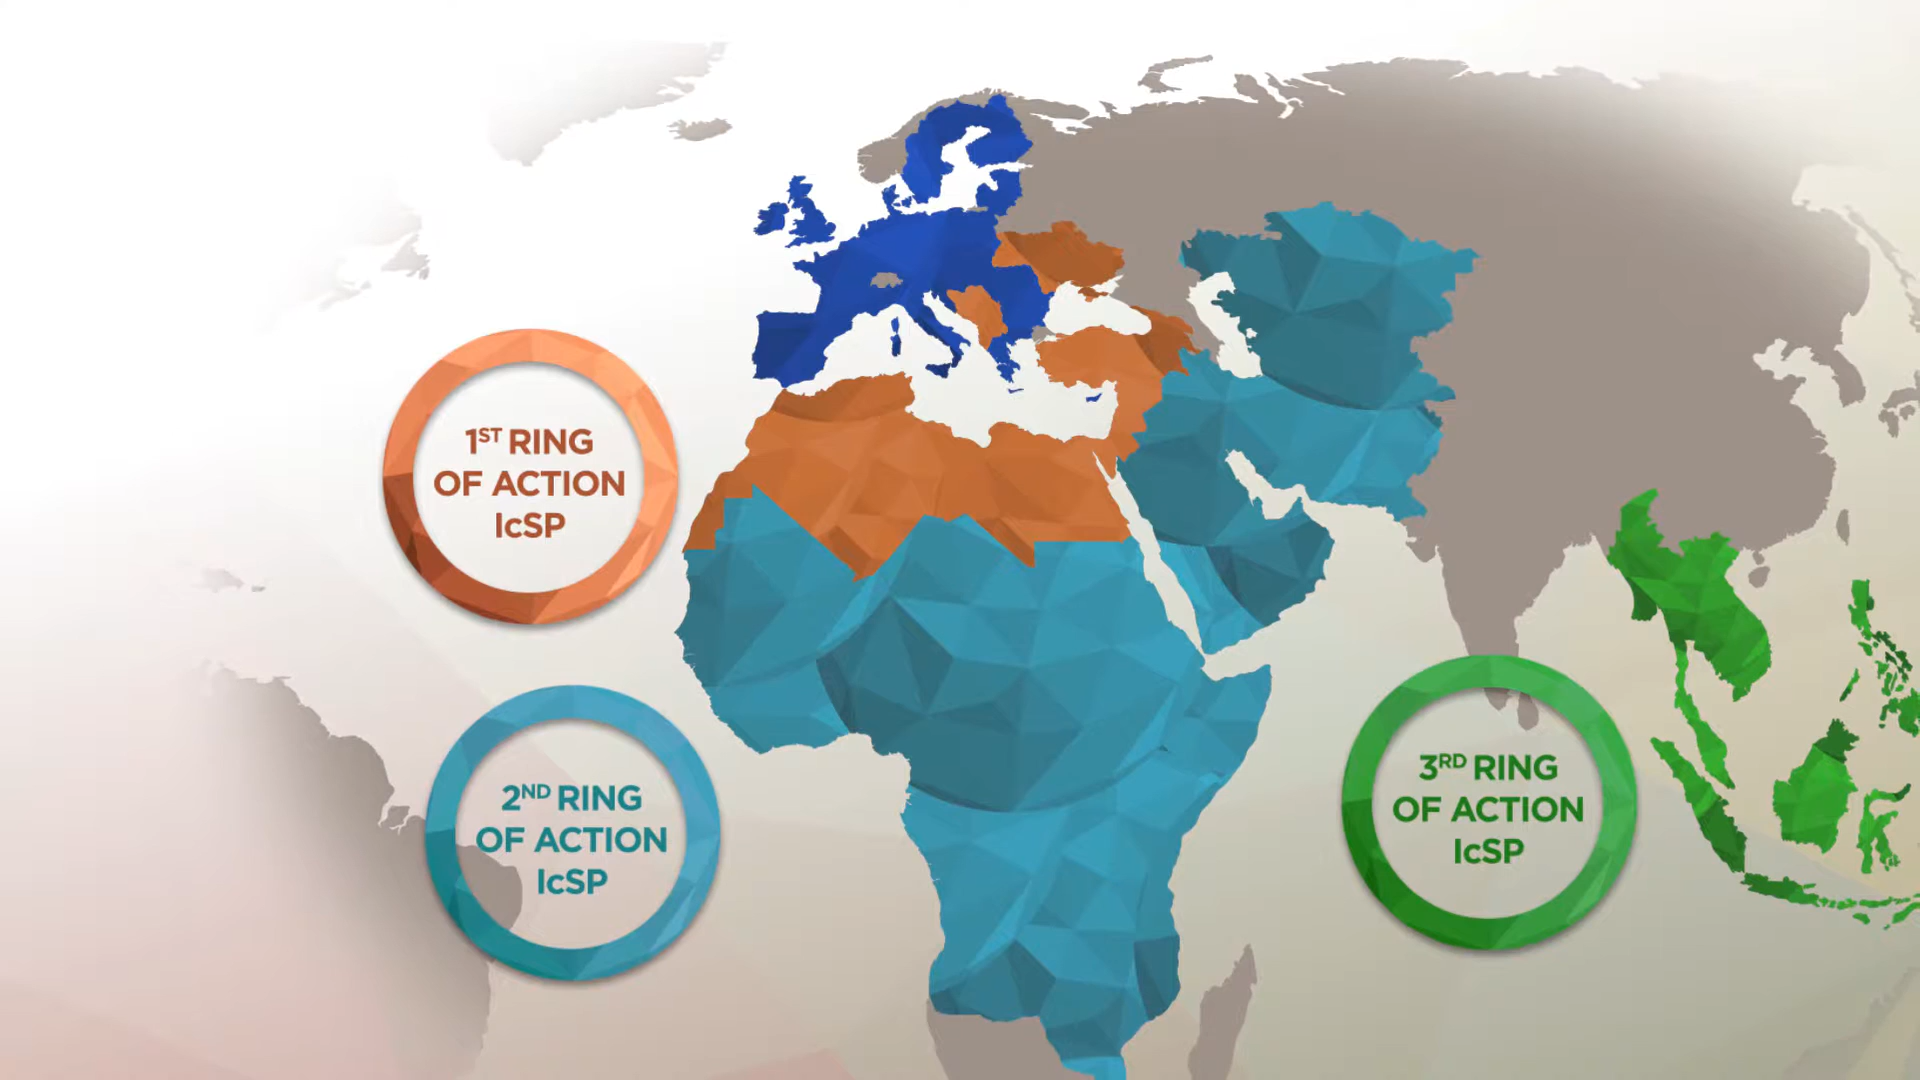 1ST RING
OF ACTION
IcSP
2ND RING
OF ACTION
IcSP
3RD RING
OF ACTION
IcSP